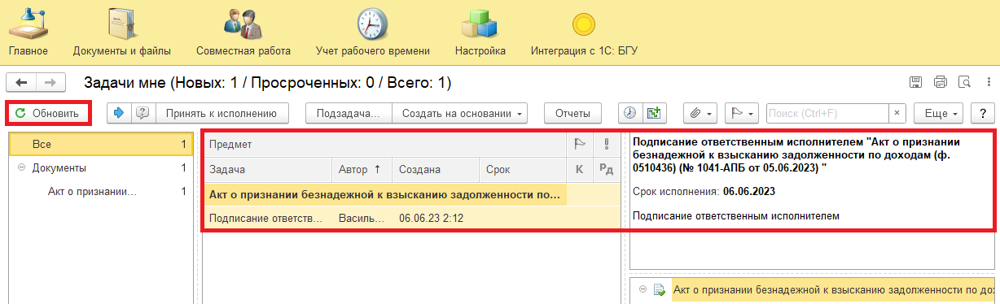 Главное Документы и файлы Совместная работа Учет рабочего времени Настройка Интеграция с 1С: БГУ
Задачи мне (Новых: 1 / Просроченных: 0 / Всего: 1)
Обновить Принять к исполнению Подзадача... Создать на основании Отчеты Поиск (Ctrl+F) × Еще ?
Все 1
Документы 1
Акт о признании... 1
Предмет !
Задача Автор ↑ Создана Срок К Рд
Акт о признании безнадежной к взысканию задолженности по...
Подписание ответств... Василь... 06.06.23 2:12
Подписание ответственным исполнителем "Акт о признании
безнадежной к взысканию задолженности по доходам (ф.
0510436) (№ 1041-АПБ от 05.06.2023) "
Срок исполнения: 06.06.2023
Подписание ответственным исполнителем
Акт о признании безнадежной к взысканию задолженности по